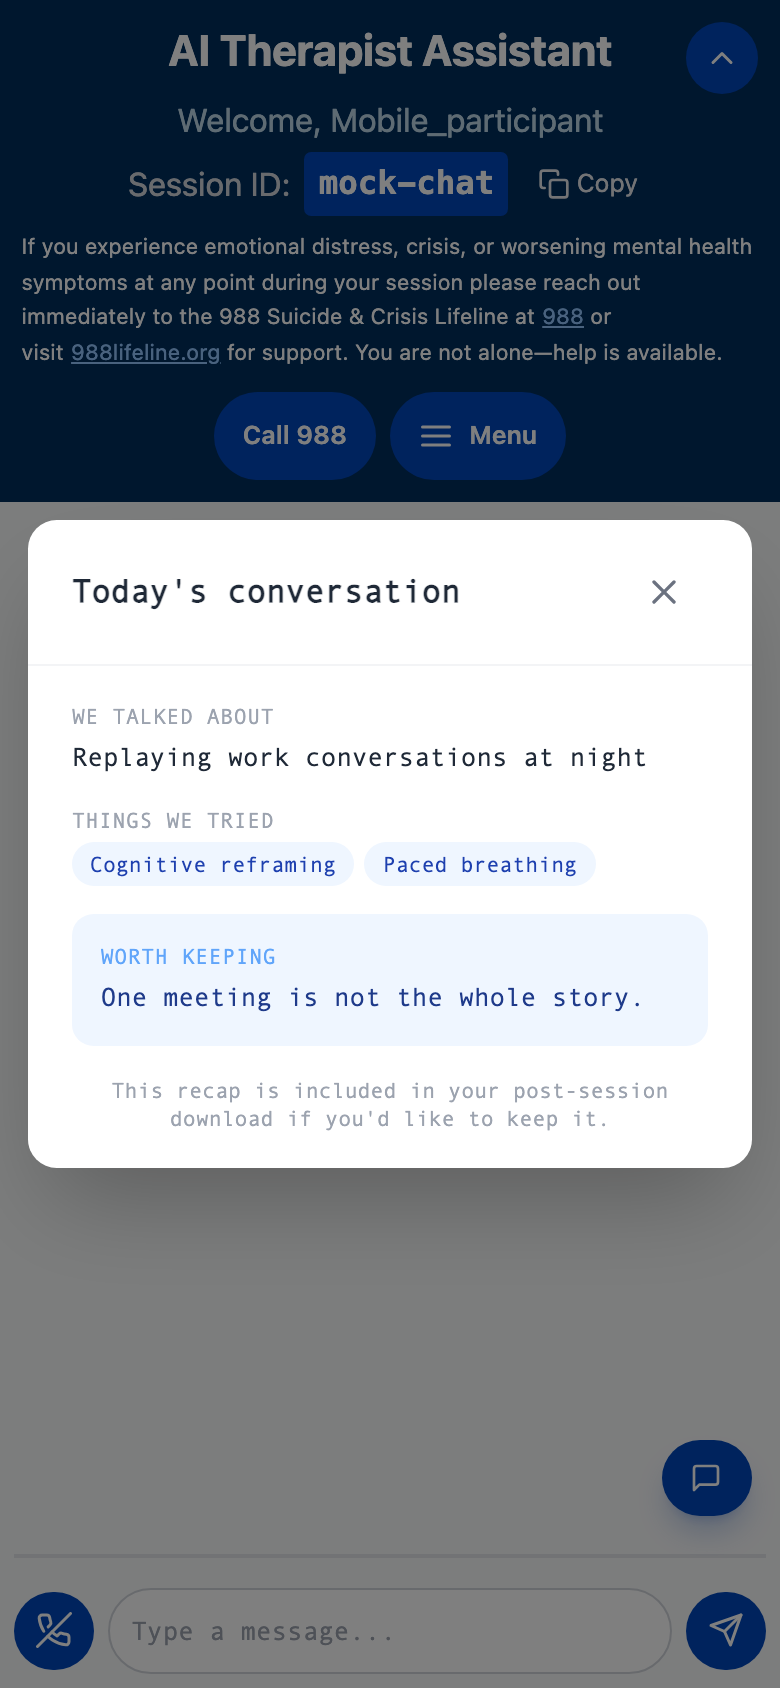 AI Therapist Assistant
Welcome, Mobile_participant
Session ID: mock-chat Copy
If you experience emotional distress, crisis, or worsening mental health
symptoms at any point during your session please reach out
immediately to the 988 Suicide & Crisis Lifeline at 988 or
visit 988lifeline.org for support. You are not alone—help is available.
Call 988 Menu
Today's conversation
WE TALKED ABOUT
Replaying work conversations at night
THINGS WE TRIED
Cognitive reframing Paced breathing
WORTH KEEPING
One meeting is not the whole story.
This recap is included in your post-session
download if you'd like to keep it.
Type a message...